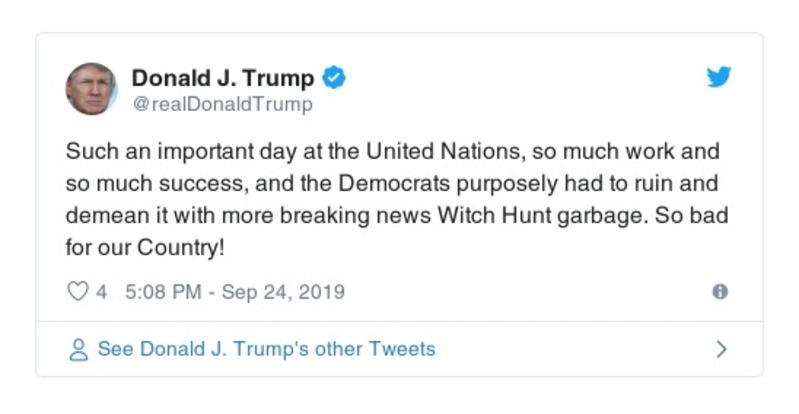 Donald J. Trump
@realDonaldTrump
Such an important day at the United Nations, so much work and
so much success, and the Democrats purposely had to ruin and
demean it with more breaking news Witch Hunt garbage. So bad
for our Country!
4 5:08 PM - Sep 24, 2019
See Donald J. Trump's other Tweets